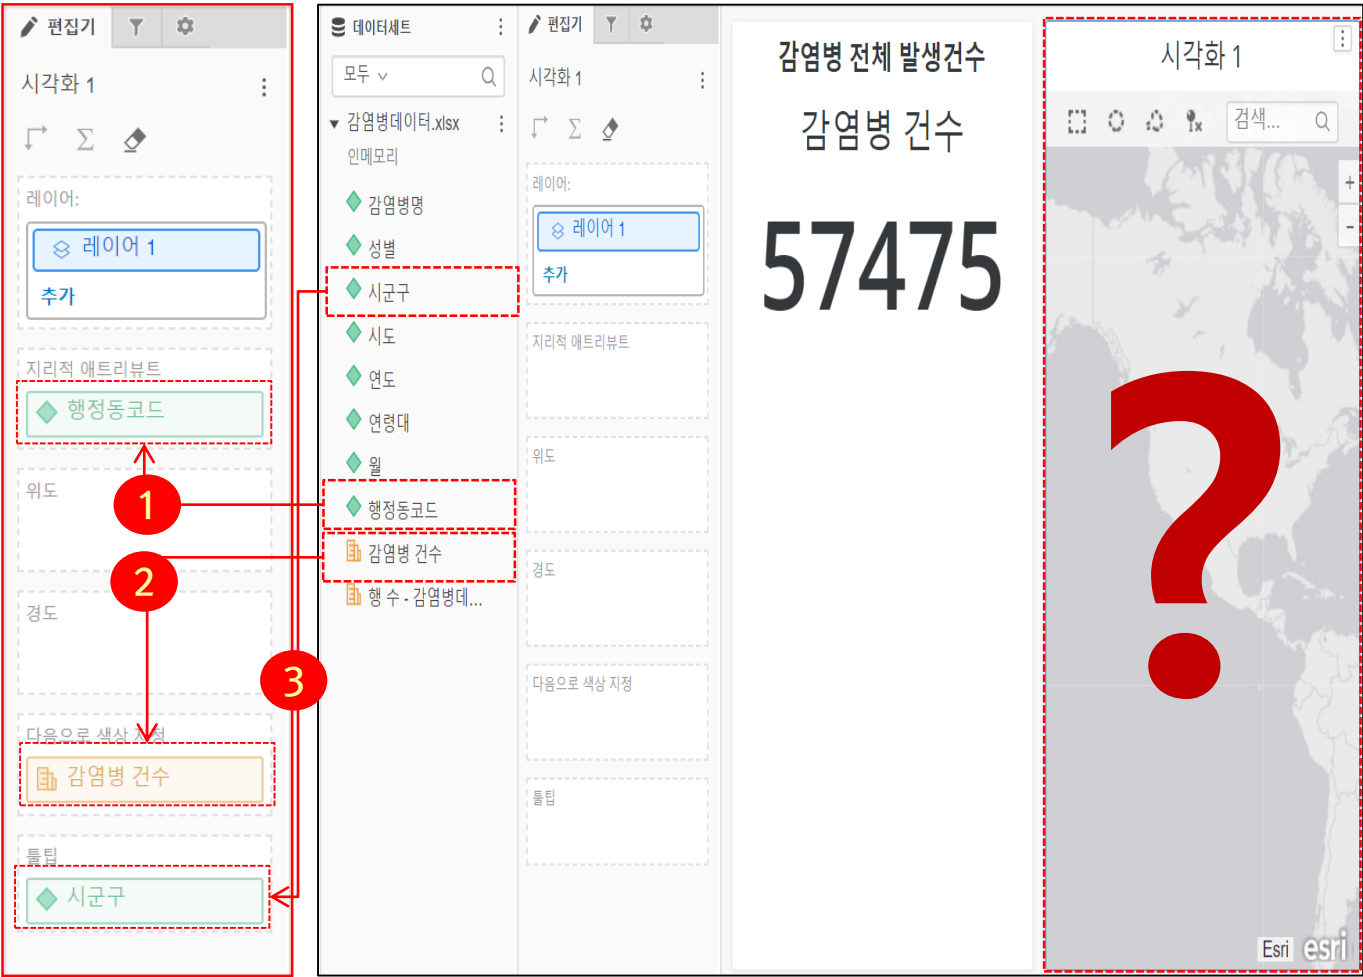 편집기
시각화 1
레이어:
레이어 1
추가
지리적 애트리뷰트
행정동코드
위도
1
2
경도
3
다음으로 색상 지정
감염병 건수
툴팁
시군구
데이터세트
모두
감염병데이터.xlsx
인메모리
감염병명
성별
시군구
시도
연도
연령대
월
행정동코드
감염병 건수
행 수 - 감염병데...
편집기
시각화 1
레이어:
레이어 1
추가
지리적 애트리뷰트
위도
경도
다음으로 색상 지정
툴팁
감염병 전체 발생건수
감염병 건수
57475
시각화 1
검색...
+
-
?
Esri esri